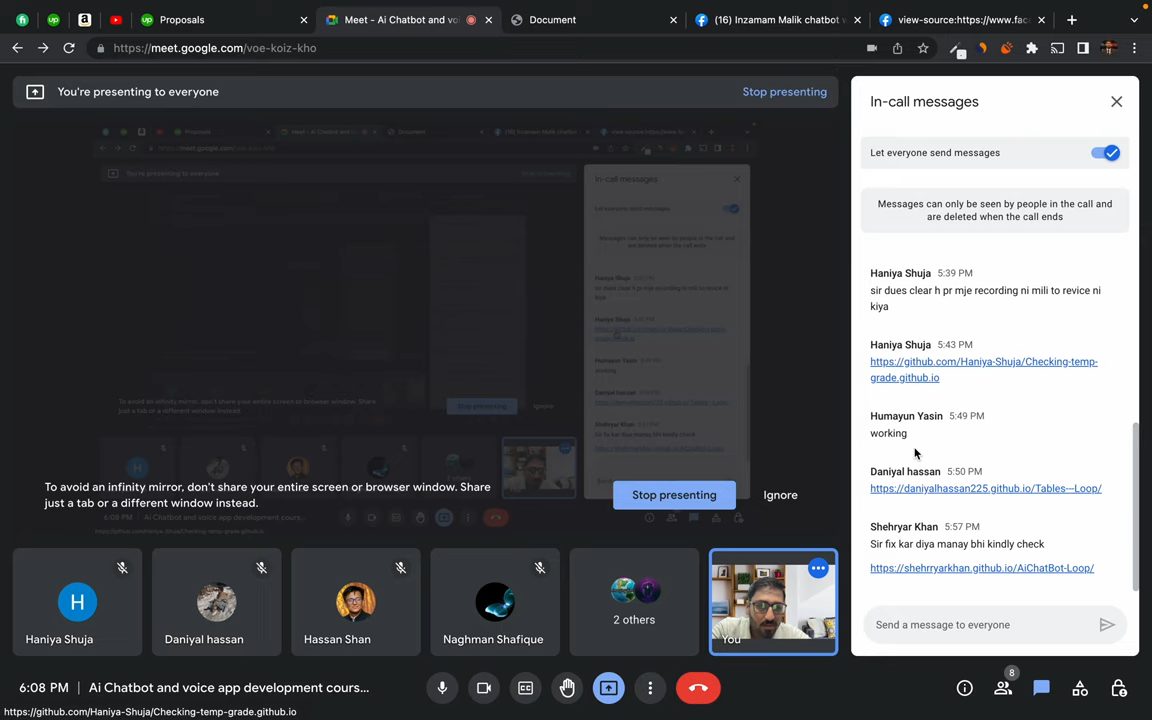 Proposals
Meet - Ai Chatbot and voi
Document
(16) Inzamam Malik chatbot w
view-source:https://www.fac
https://meet.google.com/voe-koiz-kho
You're presenting to everyone
Stop presenting
To avoid an infinity mirror, don't share your entire screen or browser window. Share
just a tab or a different window instead.
Stop presenting
Ignore
Haniya Shuja
Daniyal hassan
Hassan Shan
Naghman Shafique
2 others
You
In-call messages
Let everyone send messages
Messages can only be seen by people in the call and
are deleted when the call ends
Haniya Shuja 5:39 PM
sir dues clear h pr mje recording ni mili to revice ni
kiya
Haniya Shuja 5:43 PM
https://github.com/Haniya-Shuja/Checking-temp-
grade.github.io
Humayun Yasin 5:49 PM
working
Daniyal hassan 5:50 PM
https://daniyalhassan225.github.io/Tables---Loop/
Shehryar Khan 5:57 PM
Sir fix kar diya manay bhi kindly check
https://shehrryarkhan.github.io/AiChatBot-Loop/
Send a message to everyone
6:08 PM | Ai Chatbot and voice app development cours...
8
https://github.com/Haniya-Shuja/Checking-temp-grade.github.io